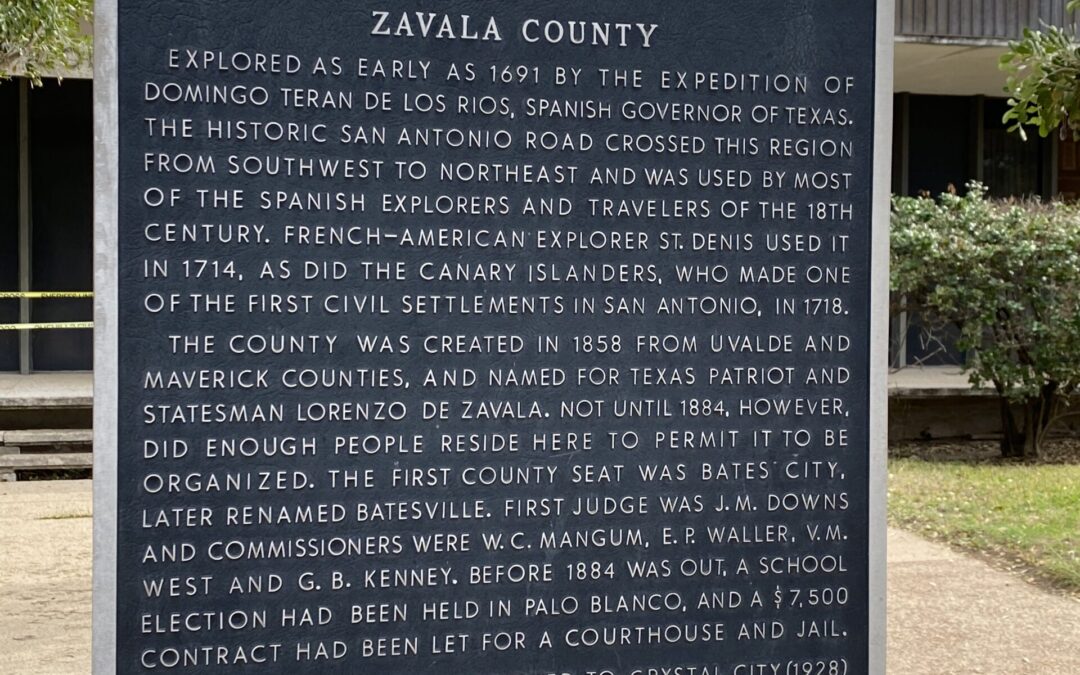 ZAVALA COUNTY
EXPLORED AS EARLY AS 1691 BY THE EXPEDITION OF
DOMINGO TERAN DE LOS RIOS, SPANISH GOVERNOR OF TEXAS.
THE HISTORIC SAN ANTONIO ROAD CROSSED THIS REGION
FROM SOUTHWEST TO NORTHEAST AND WAS USED BY MOST
OF THE SPANISH EXPLORERS AND TRAVELERS OF THE 18TH
CENTURY. FRENCH-AMERICAN EXPLORER ST. DENIS USED IT
IN 1714, AS DID THE CANARY ISLANDERS, WHO MADE ONE
OF THE FIRST CIVIL SETTLEMENTS IN SAN ANTONIO, IN 1718.
THE COUNTY WAS CREATED IN 1858 FROM UVALDE AND
MAVERICK COUNTIES, AND NAMED FOR TEXAS PATRIOT AND
STATESMAN LORENZO DE ZAVALA. NOT UNTIL 1884, HOWEVER,
DID ENOUGH PEOPLE RESIDE HERE TO PERMIT IT TO BE
ORGANIZED. THE FIRST COUNTY SEAT WAS BATES CITY,
LATER RENAMED BATESVILLE. FIRST JUDGE WAS J.M. DOWNS
AND COMMISSIONERS WERE W.C. MANGUM, E.P. WALLER, V.M.
WEST AND G.B. KENNEY. BEFORE 1884 WAS OUT, A SCHOOL
ELECTION HAD BEEN HELD IN PALO BLANCO, AND A $7,500
CONTRACT HAD BEEN LET FOR A COURTHOUSE AND JAIL.
TO CRYSTAL CITY (1928)